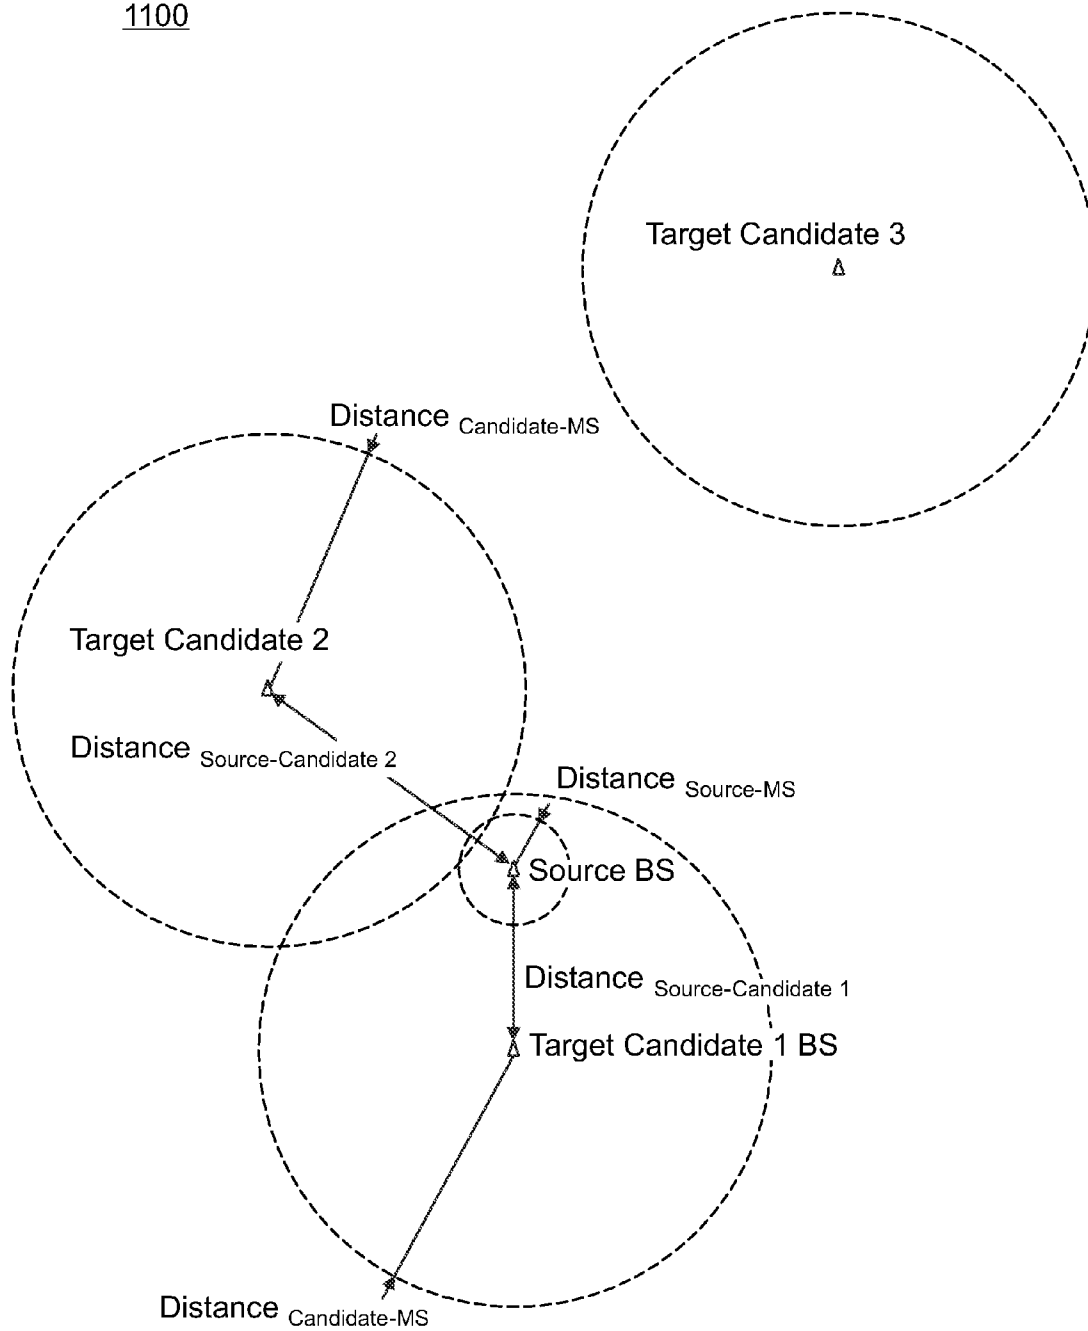 1100
Target Candidate 3
Distance Candidate-MS
Target Candidate 2
Distance Source-Candidate 2
Distance Source-MS
Source BS
Distance Source-Candidate 1
Target Candidate 1 BS
Distance Candidate-MS